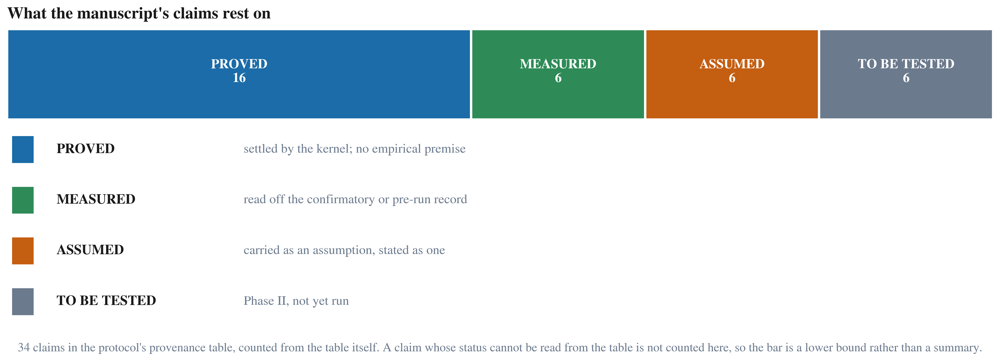 What the manuscript's claims rest on
PROVED
16
MEASURED
6
ASSUMED
6
TO BE TESTED
6
PROVED settled by the kernel; no empirical premise
MEASURED read off the confirmatory or pre-run record
ASSUMED carried as an assumption, stated as one
TO BE TESTED Phase II, not yet run
34 claims in the protocol's provenance table, counted from the table itself. A claim whose status cannot be read from the table is not counted here, so the bar is a lower bound rather than a summary.